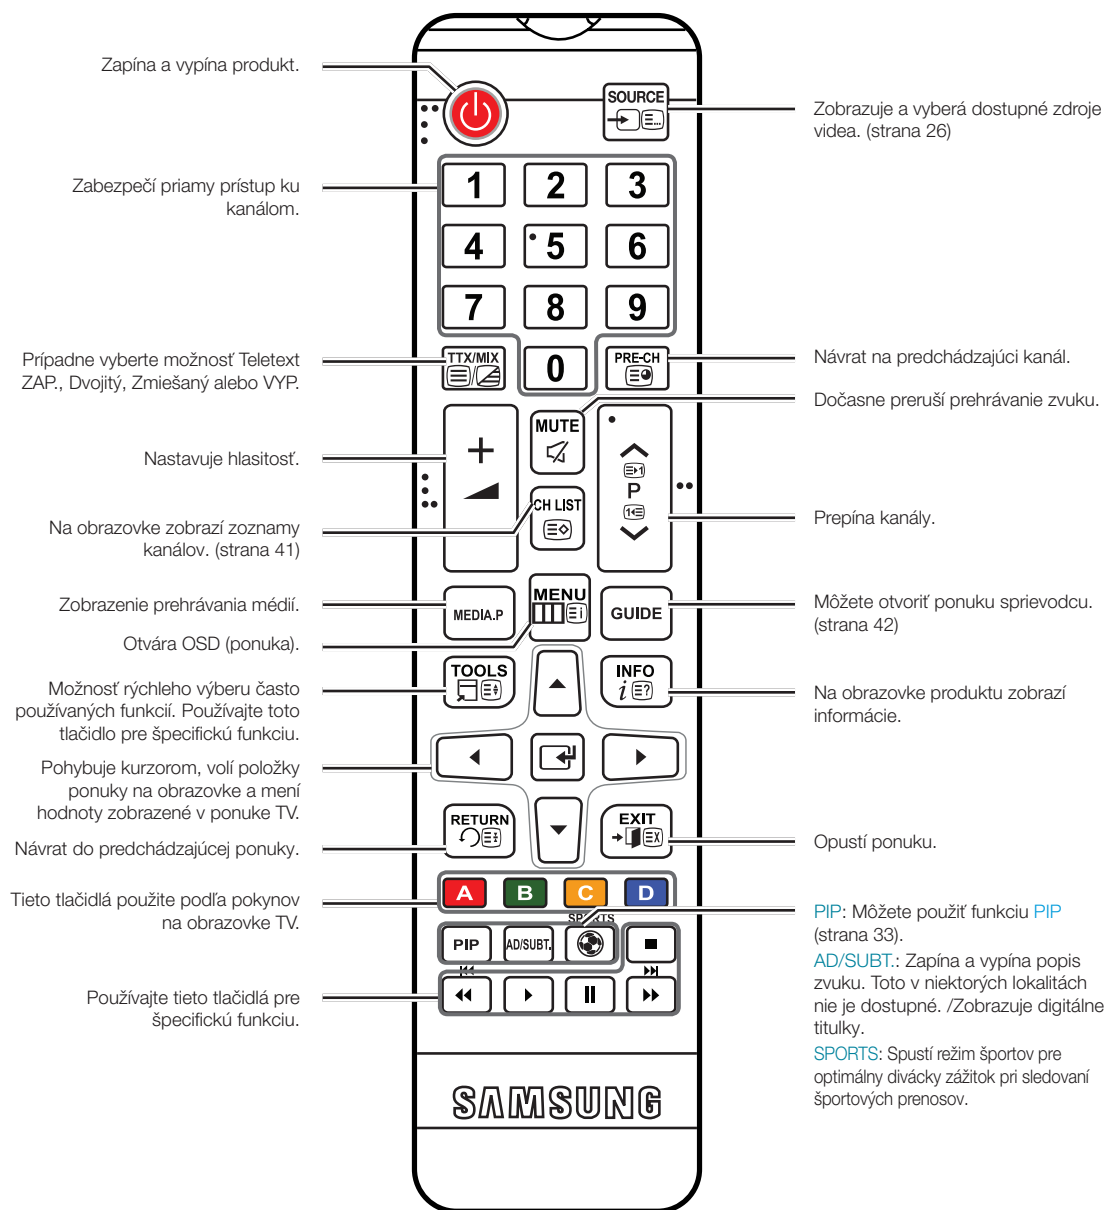 Zapína a vypína produkt.
SOURCE
Zobrazuje a vyberá dostupné zdroje
videa. (strana 26)
Zabezpečí priamy prístup ku
kanálom.
1 2 3
4 5 6
7 8 9
0
TTX/MIX
PRE-CH
Prípadne vyberte možnosť Teletext
ZAP., Dvojitý, Zmiešaný alebo VYP.
Návrat na predchádzajúci kanál.
Dočasne preruší prehrávanie zvuku.
MUTE
Nastavuje hlasitosť.
P
CH LIST
Na obrazovke zobrazí zoznamy
kanálov. (strana 41)
Prepína kanály.
Zobrazenie prehrávania médií.
MEDIA.P
MENU
GUIDE
Môžete otvoriť ponuku sprievodcu.
(strana 42)
Otvára OSD (ponuka).
TOOLS
INFO
Možnosť rýchleho výberu často
používaných funkcií. Používajte toto
tlačidlo pre špecifickú funkciu.
Na obrazovke produktu zobrazí
informácie.
Pohybuje kurzorom, volí položky
ponuky na obrazovke a mení
hodnoty zobrazené v ponuke TV.
RETURN
EXIT
Návrat do predchádzajúcej ponuky.
Opustí ponuku.
Tieto tlačidlá použite podľa pokynov
na obrazovke TV.
A B C D
SPORTS
PIP
AD/SUBT.
PIP: Môžete použiť funkciu PIP
(strana 33).
AD/SUBT.: Zapína a vypína popis
zvuku. Toto v niektorých lokalitách
nie je dostupné. /Zobrazuje digitálne
titulky.
SPORTS: Spustí režim športov pre
optimálny divácky zážitok pri sledovaní
športových prenosov.
Používajte tieto tlačidlá pre
špecifickú funkciu.
SAMSUNG